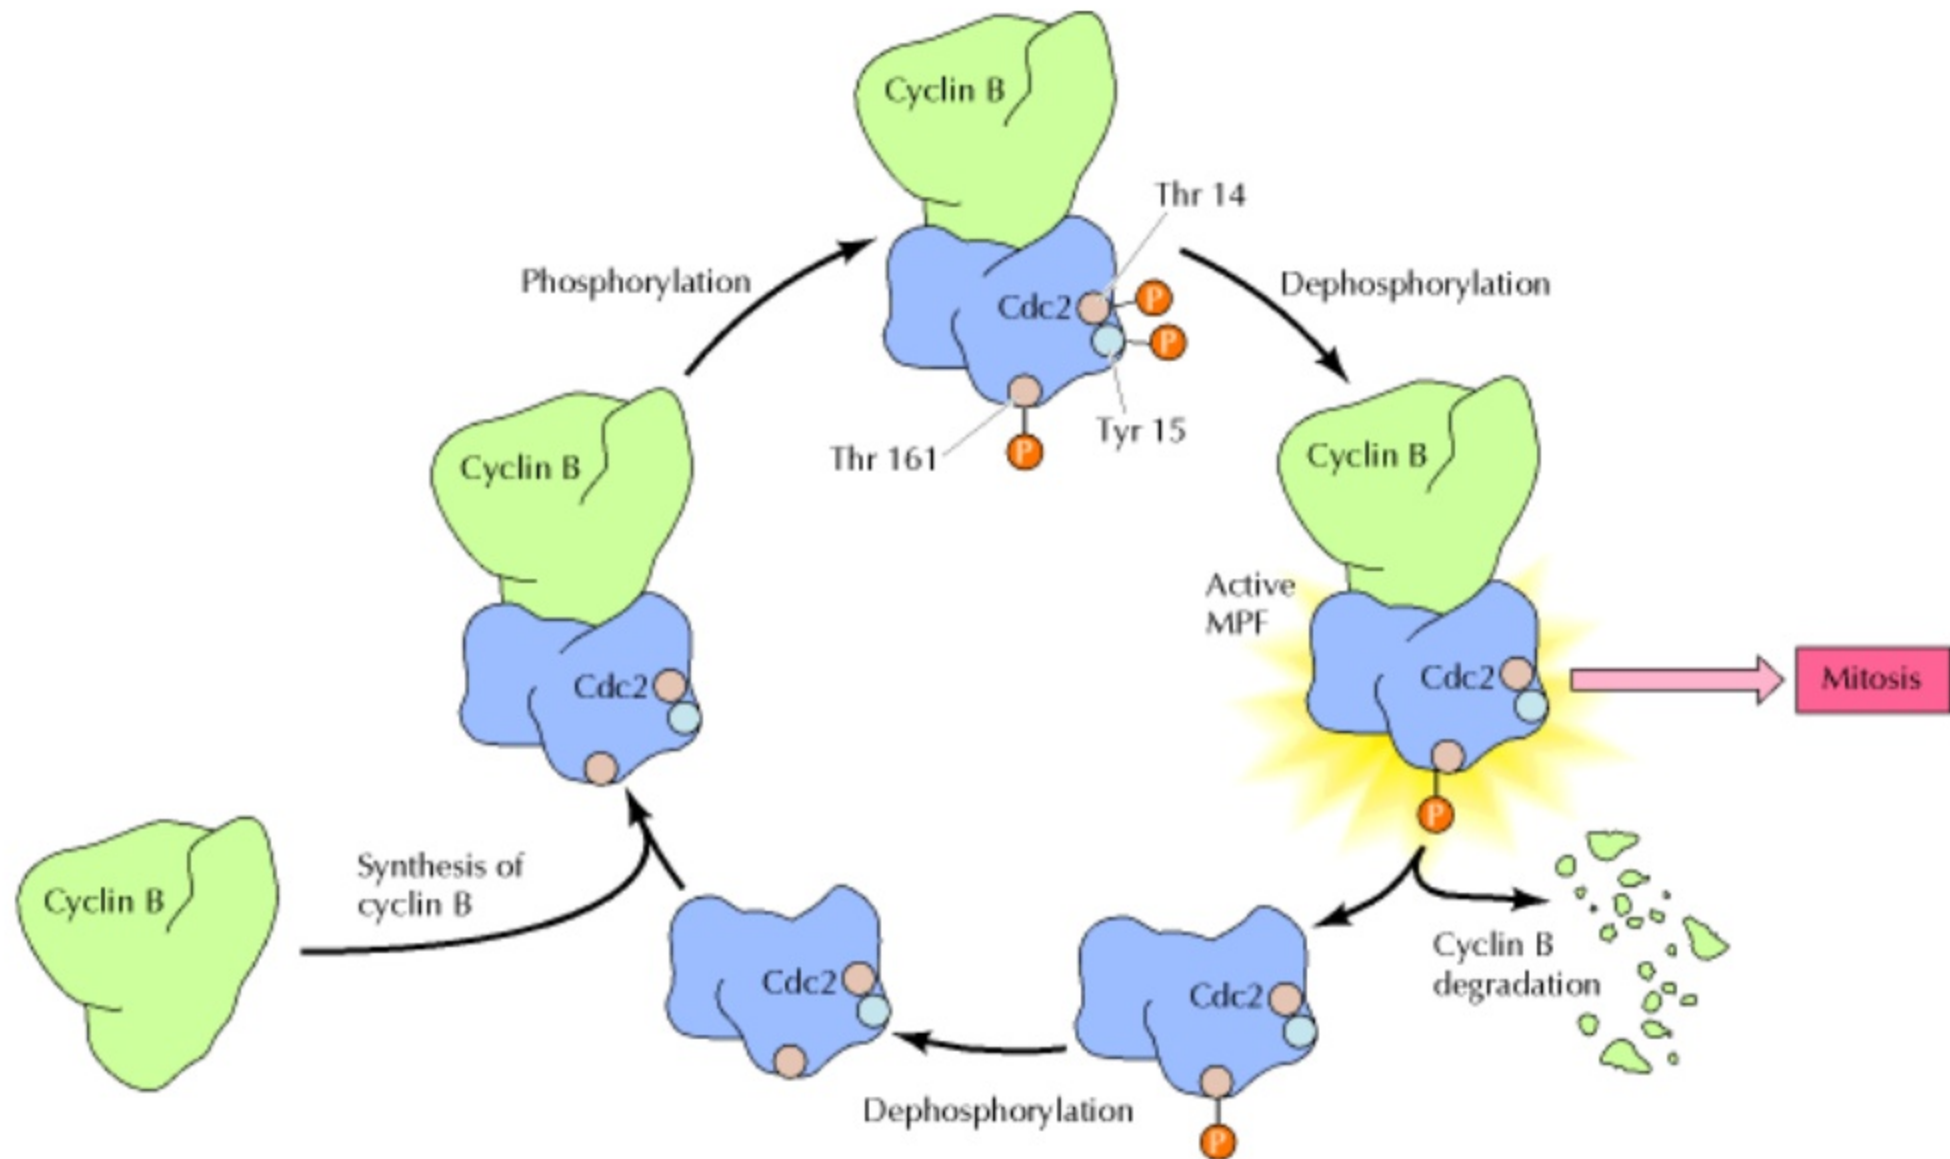 Cyclin B
Thr 14
Phosphorylation
Dephosphorylation
Cdc2
P
P
Tyr 15
Thr 161
P
Cyclin B
Cyclin B
Active
MPF
Cdc2
Cdc2
Mitosis
P
Synthesis of
cyclin B
Cyclin B
Cyclin B
degradation
Cdc2
Cdc2
Dephosphorylation
P